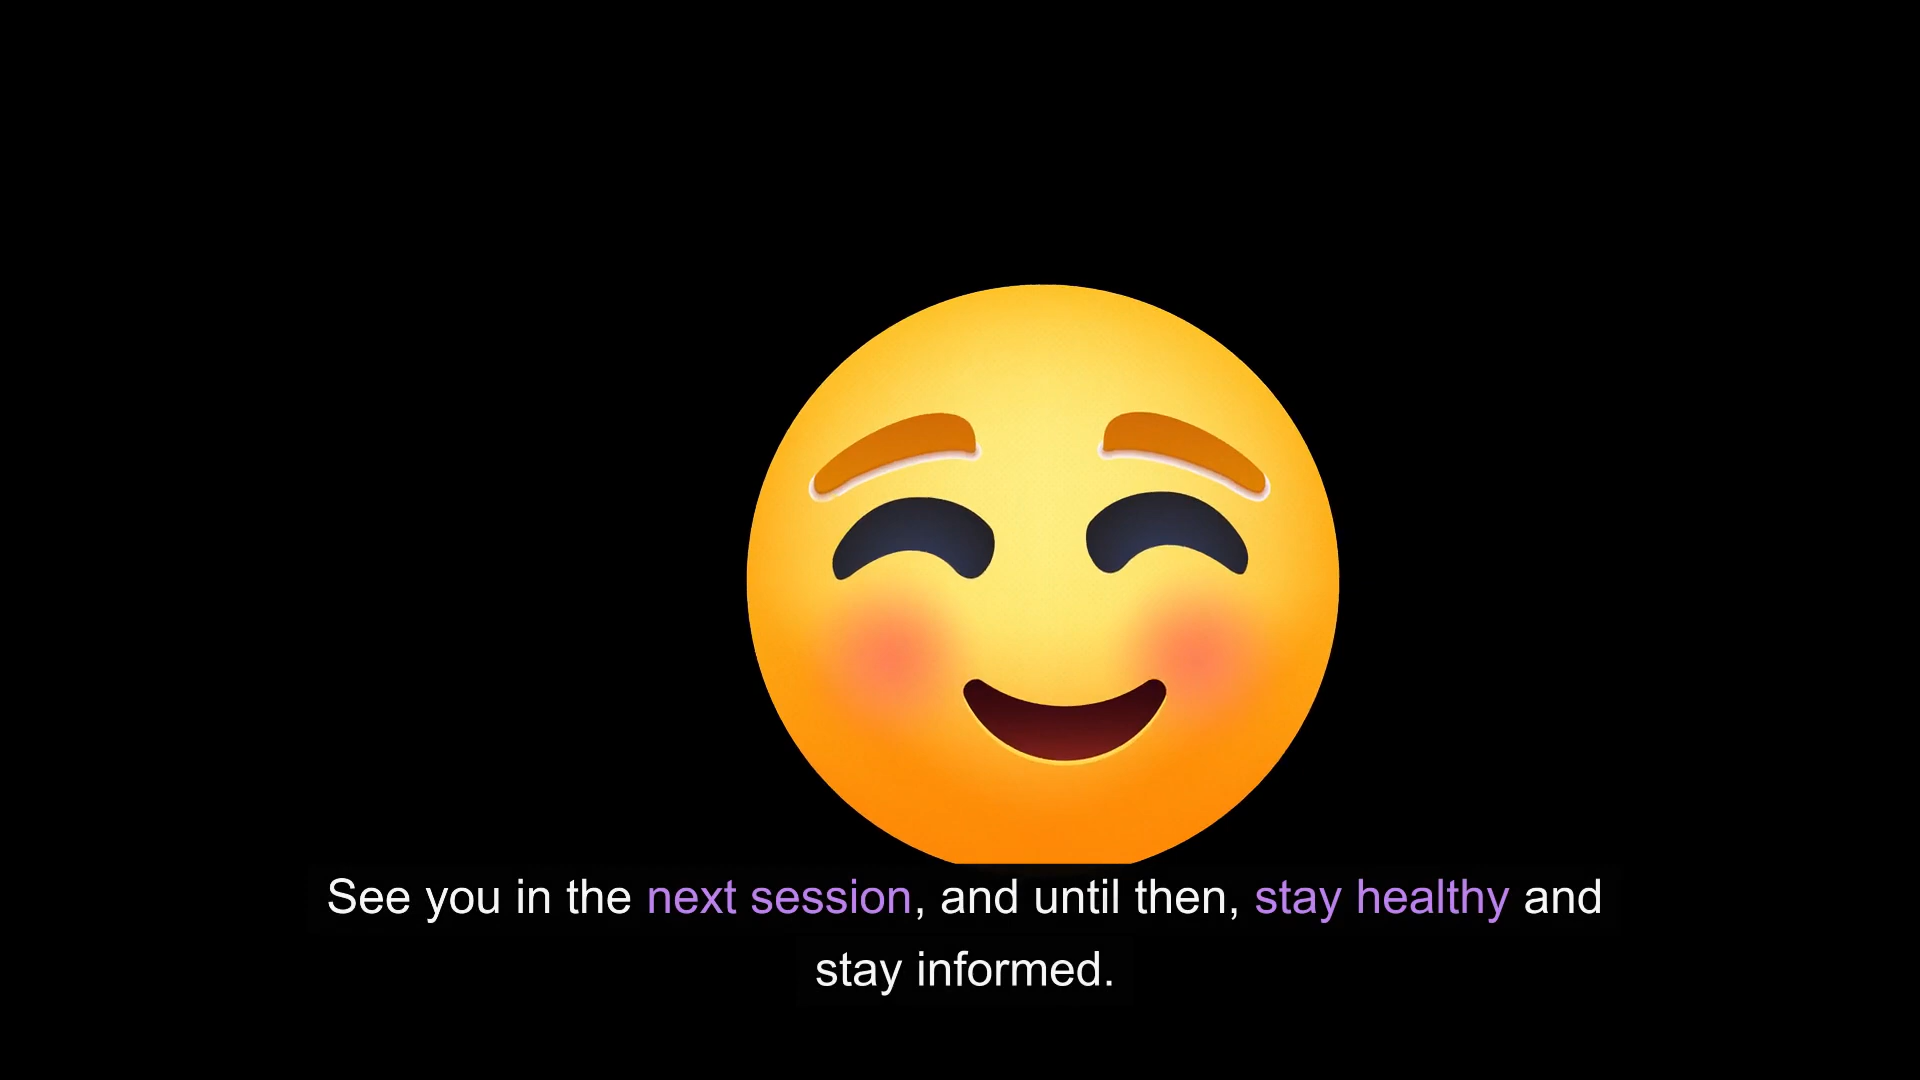 See you in the next session, and until then, stay healthy and
stay informed.